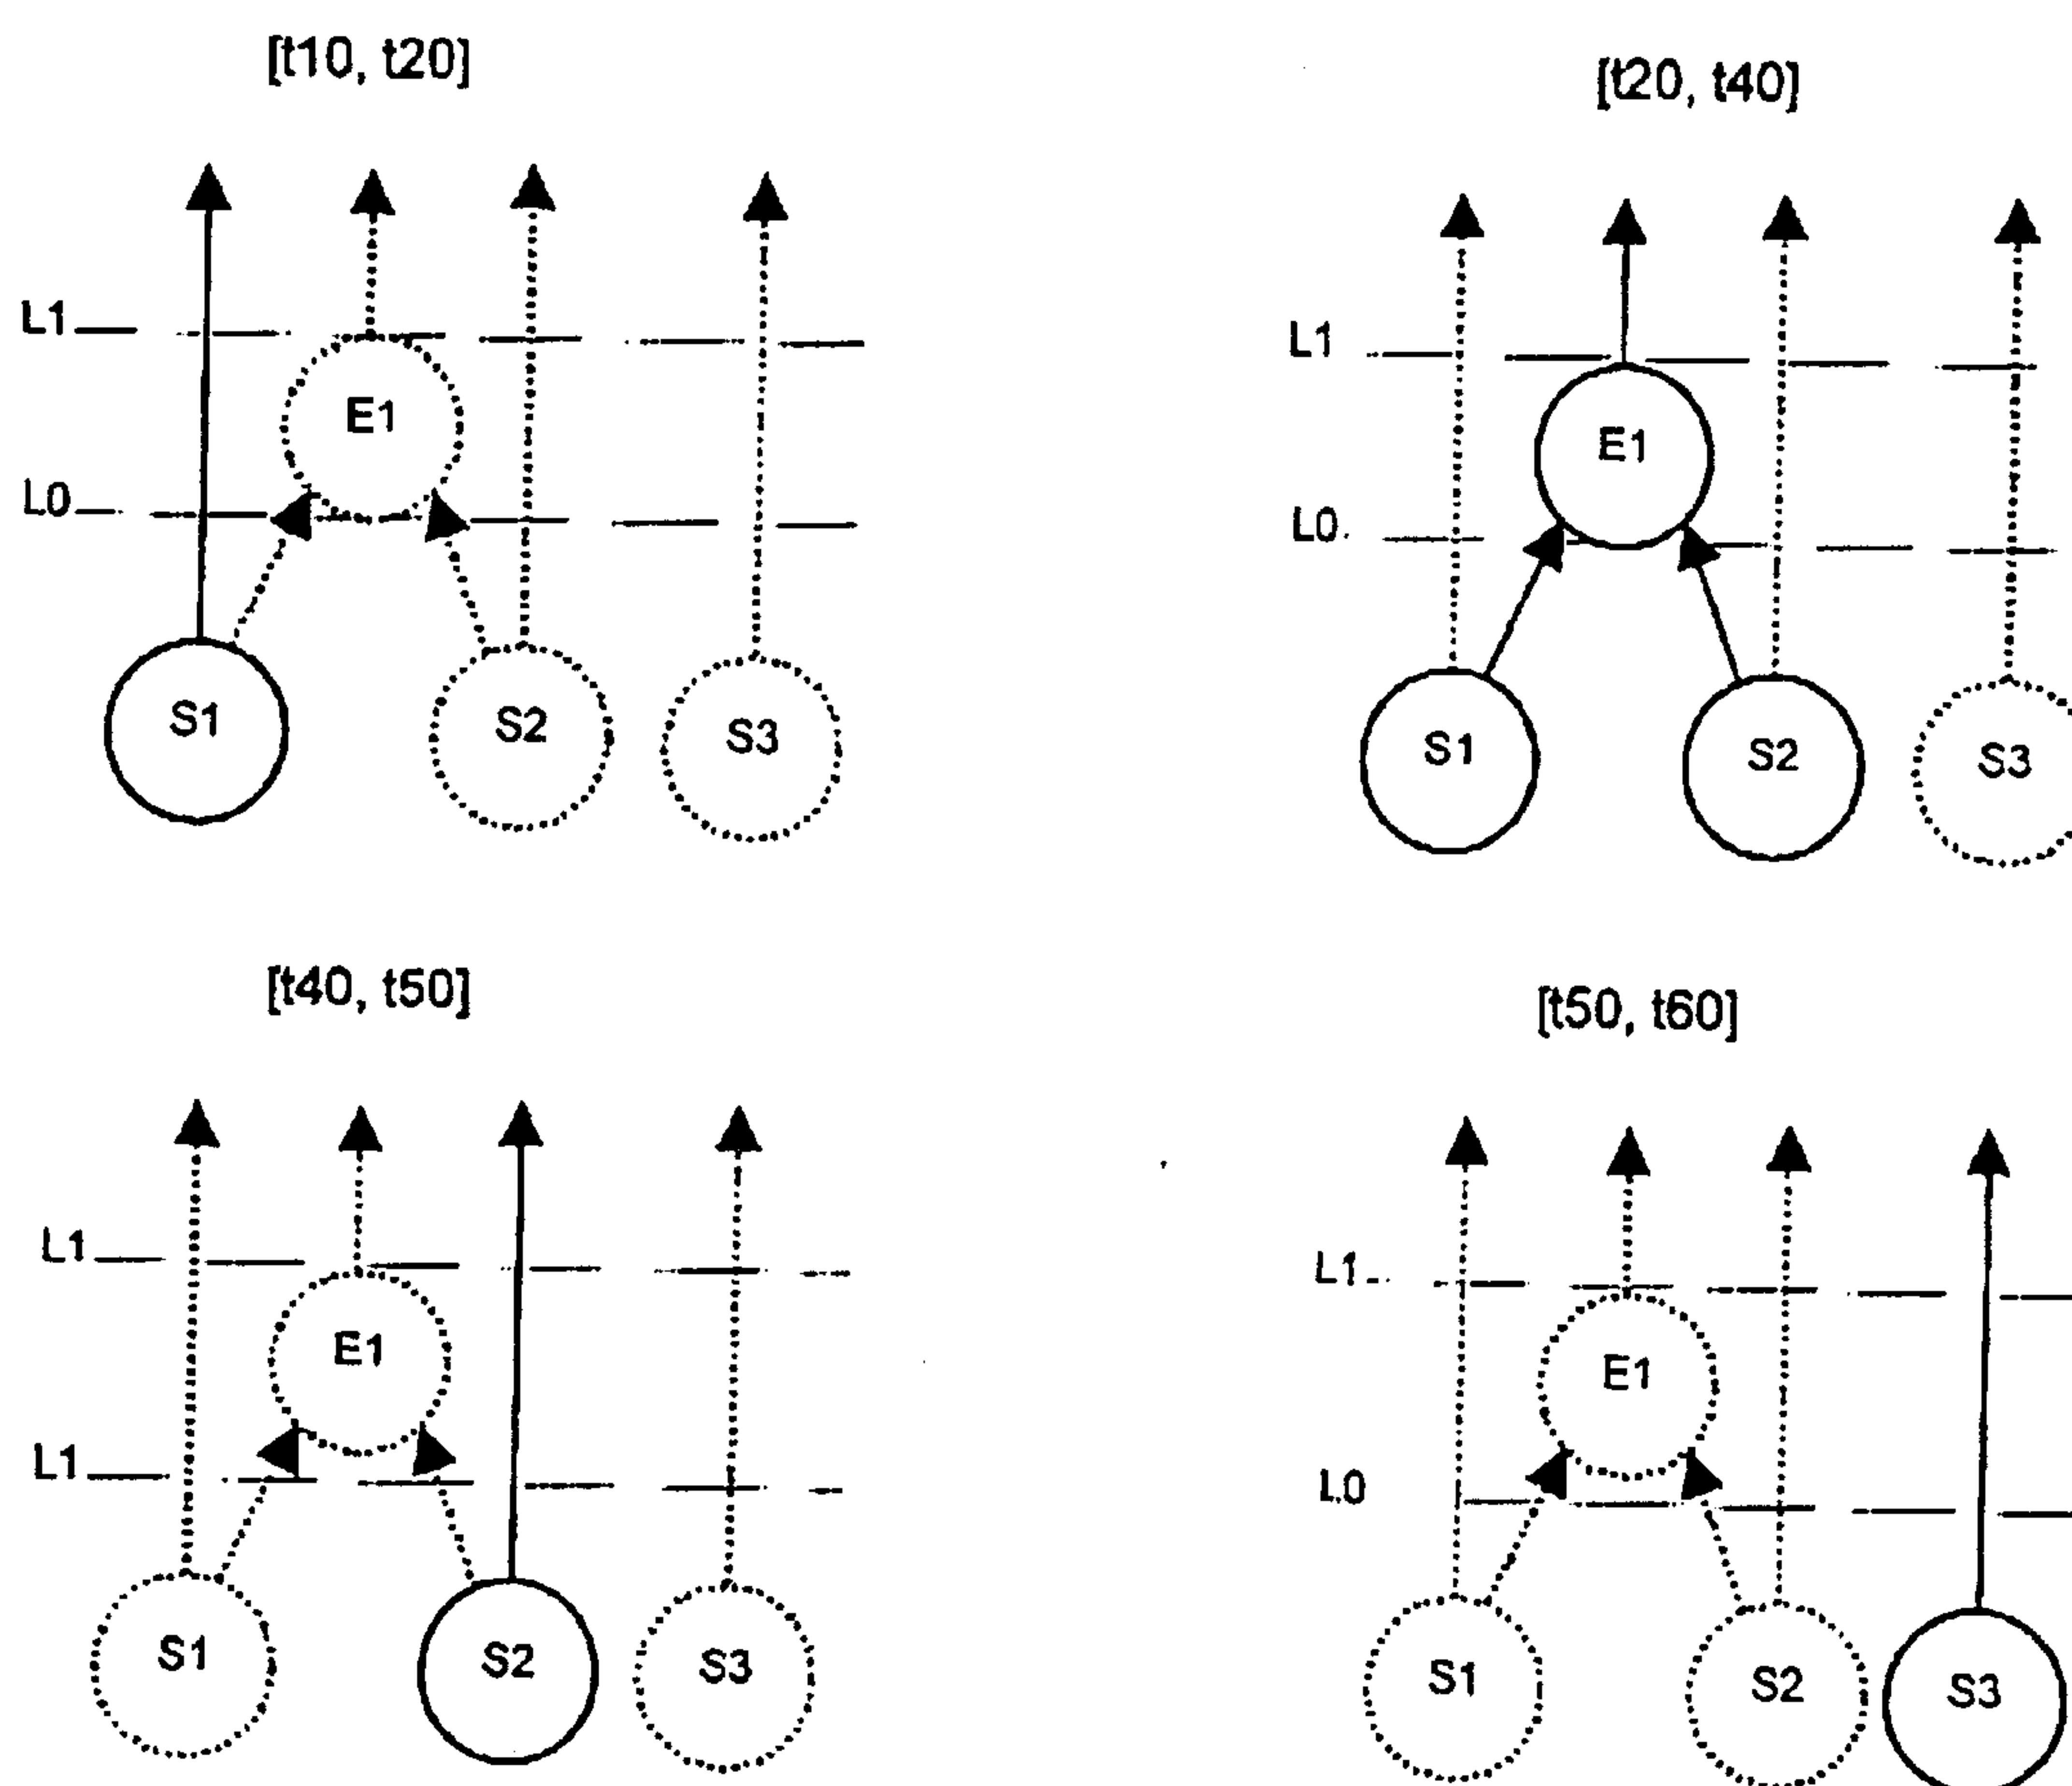 [t10, t20]
L1
E1
L0
S1
S2
S3
[t20, t40]
L1
E1
L0
S1
S2
S3
[t40, t50]
L1
E1
L1
S1
S2
S3
[t50, t60]
L1
E1
L0
S1
S2
S3